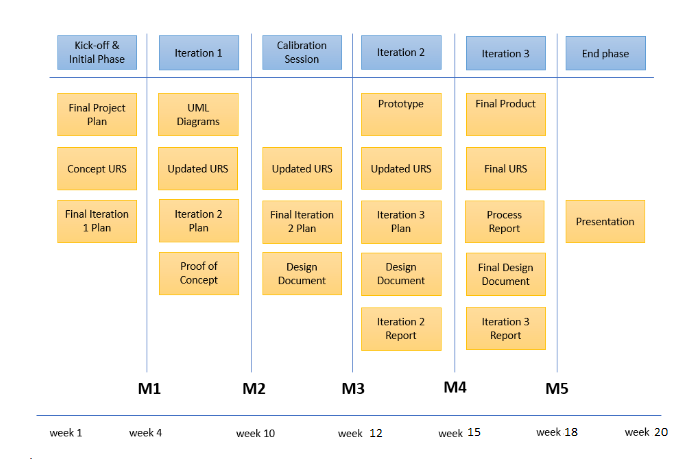 Kick-off &
Initial Phase
Iteration 1
Calibration
Session
Iteration 2
Iteration 3
End phase
Final Project
Plan
UML
Diagrams
Prototype
Final Product
Concept URS
Updated URS
Updated URS
Updated URS
Final URS
Final Iteration
1 Plan
Iteration 2
Plan
Final Iteration
2 Plan
Iteration 3
Plan
Process
Report
Presentation
Proof of
Concept
Design
Document
Design
Document
Final Design
Document
Iteration 2
Report
Iteration 3
Report
M1
M2
M3
M4
M5
week 1
week 4
week 10
week 12
week 15
week 18
week 20